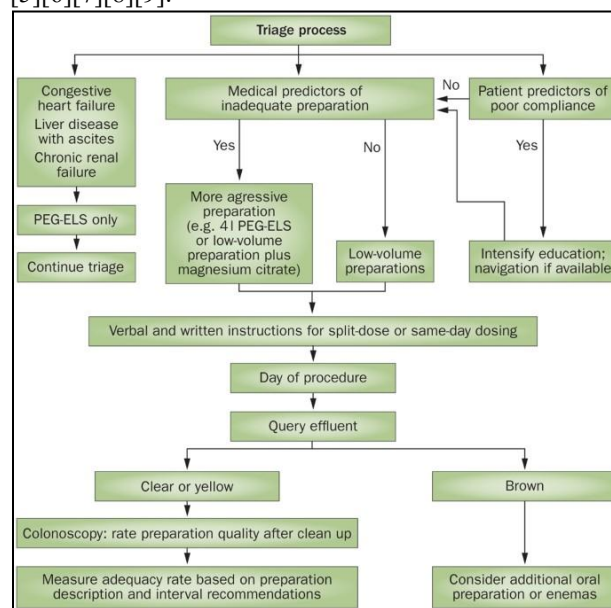 [5][6][7][8][9].
Triage process
Congestive
heart failure
Liver disease
with ascites
Chronic renal
failure
PEG-ELS only
Continue triage
Medical predictors of
inadequate preparation
Yes
No
More agressive
preparation
(e.g. 4 l PEG-ELS
or low-volume
preparation plus
magnesium citrate)
Low-volume
preparations
No
Patient predictors of
poor compliance
Yes
Intensify education;
navigation if available
Verbal and written instructions for split-dose or same-day dosing
Day of procedure
Query effluent
Clear or yellow
Colonoscopy: rate preparation quality after clean up
Measure adequacy rate based on preparation
description and interval recommendations
Brown
Consider additional oral
preparation or enemas